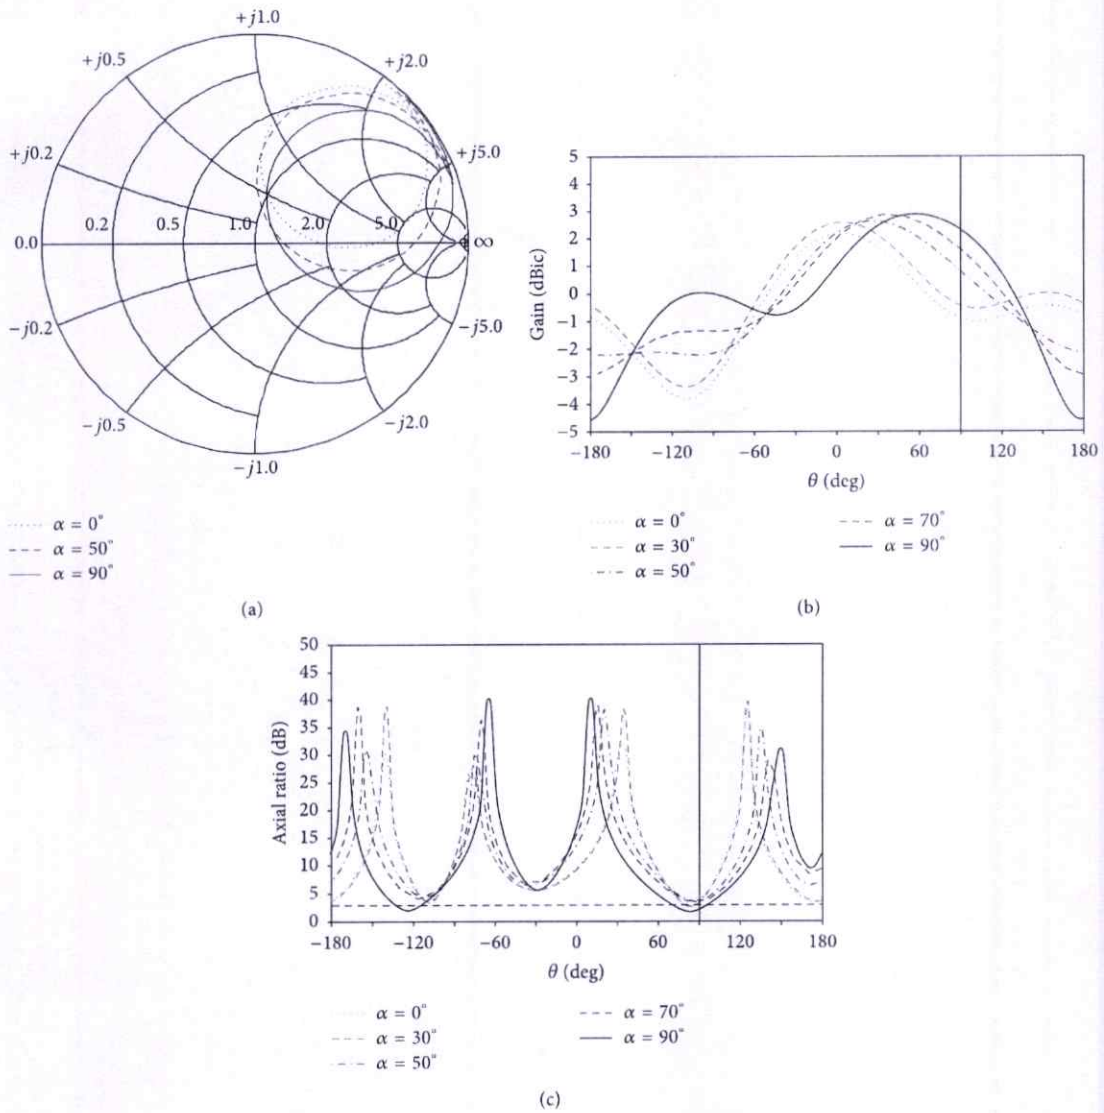 +j1.0
+j0.5
+j2.0
+j0.2
+j5.0
0.2 0.5 1.0 2.0 5.0
0.0
∞
−j0.2
−j5.0
−j0.5
−j2.0
−j1.0
α = 0°
α = 50°
α = 90°
(a)
5
4
3
2
1
0
−1
−2
−3
−4
−5
Gain (dBic)
−180 −120 −60 0 60 120 180
θ (deg)
α = 0° α = 70°
α = 30° α = 90°
α = 50°
(b)
50
45
40
35
30
25
20
15
10
5
0
Axial ratio (dB)
−180 −120 −60 0 60 120 180
θ (deg)
α = 0° α = 70°
α = 30° α = 90°
α = 50°
(c)